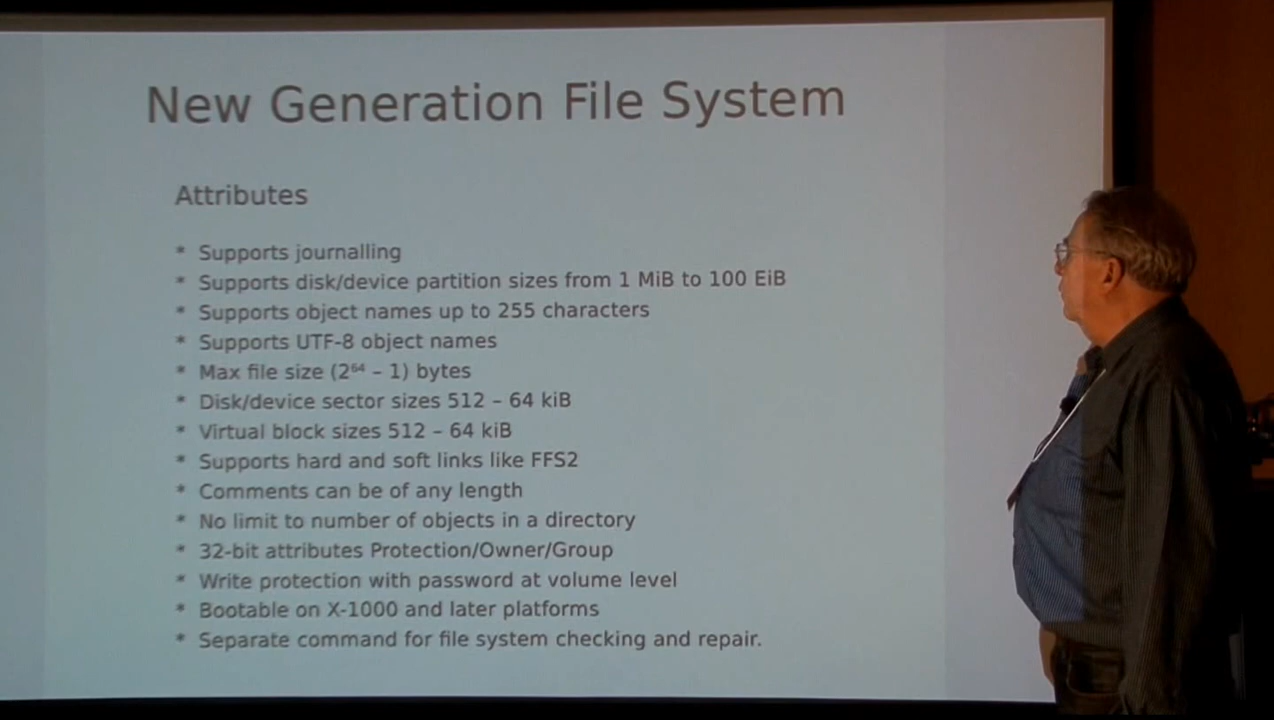 New Generation File System
Attributes
* Supports journalling
* Supports disk/device partition sizes from 1 MiB to 100 EiB
* Supports object names up to 255 characters
* Supports UTF-8 object names
* Max file size (2⁶⁴ – 1) bytes
* Disk/device sector sizes 512 – 64 kiB
* Virtual block sizes 512 – 64 kiB
* Supports hard and soft links like FFS2
* Comments can be of any length
* No limit to number of objects in a directory
* 32-bit attributes Protection/Owner/Group
* Write protection with password at volume level
* Bootable on X-1000 and later platforms
* Separate command for file system checking and repair.